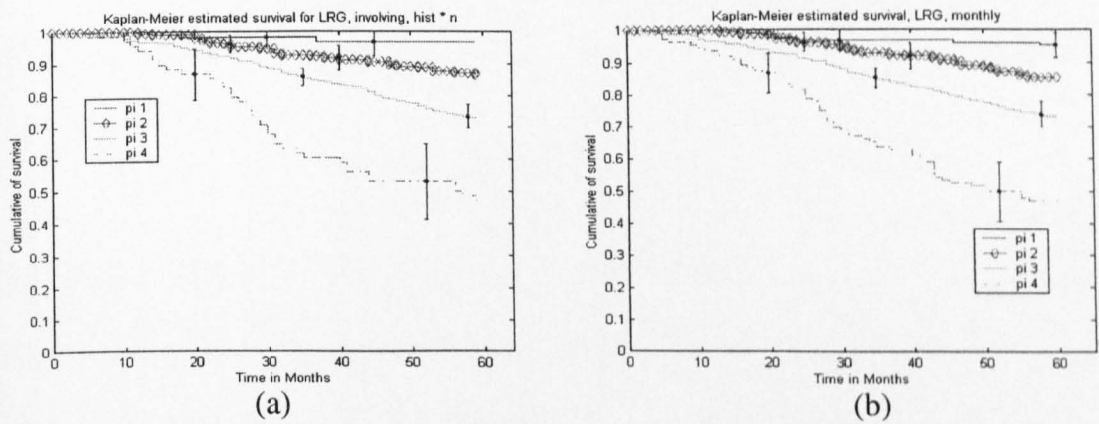 Kaplan-Meier estimated survival for LRG, involving, hist * n
1
0.9
0.8
0.7
0.6
0.5
0.4
0.3
0.2
0.1
0
Cumulative of survival
pi 1
pi 2
pi 3
pi 4
10 20 30 40 50 60
Time in Months
(a)
Kaplan-Meier estimated survival, LRG, monthly
1
0.9
0.8
0.7
0.6
0.5
0.4
0.3
0.2
0.1
0
Cumulative of survival
pi 1
pi 2
pi 3
pi 4
0 10 20 30 40 50 60
Time in Months
(b)